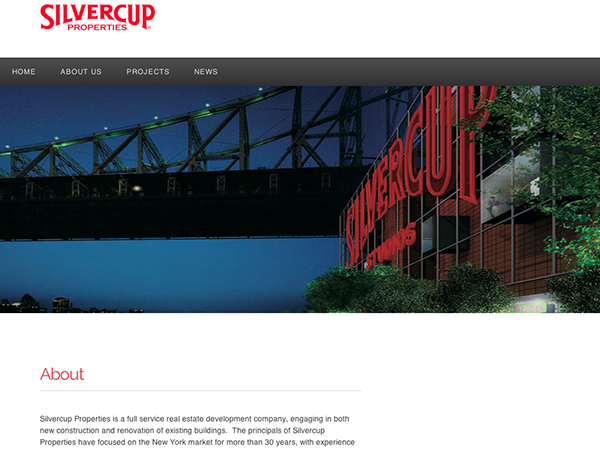 SILVERCUP
PROPERTIES
HOME ABOUT US PROJECTS NEWS
SILVERCUP
STUDIOS
About
Silvercup Properties is a full service real estate development company, engaging in both
new construction and renovation of existing buildings. The principals of Silvercup
Properties have focused on the New York market for more than 30 years, with experience